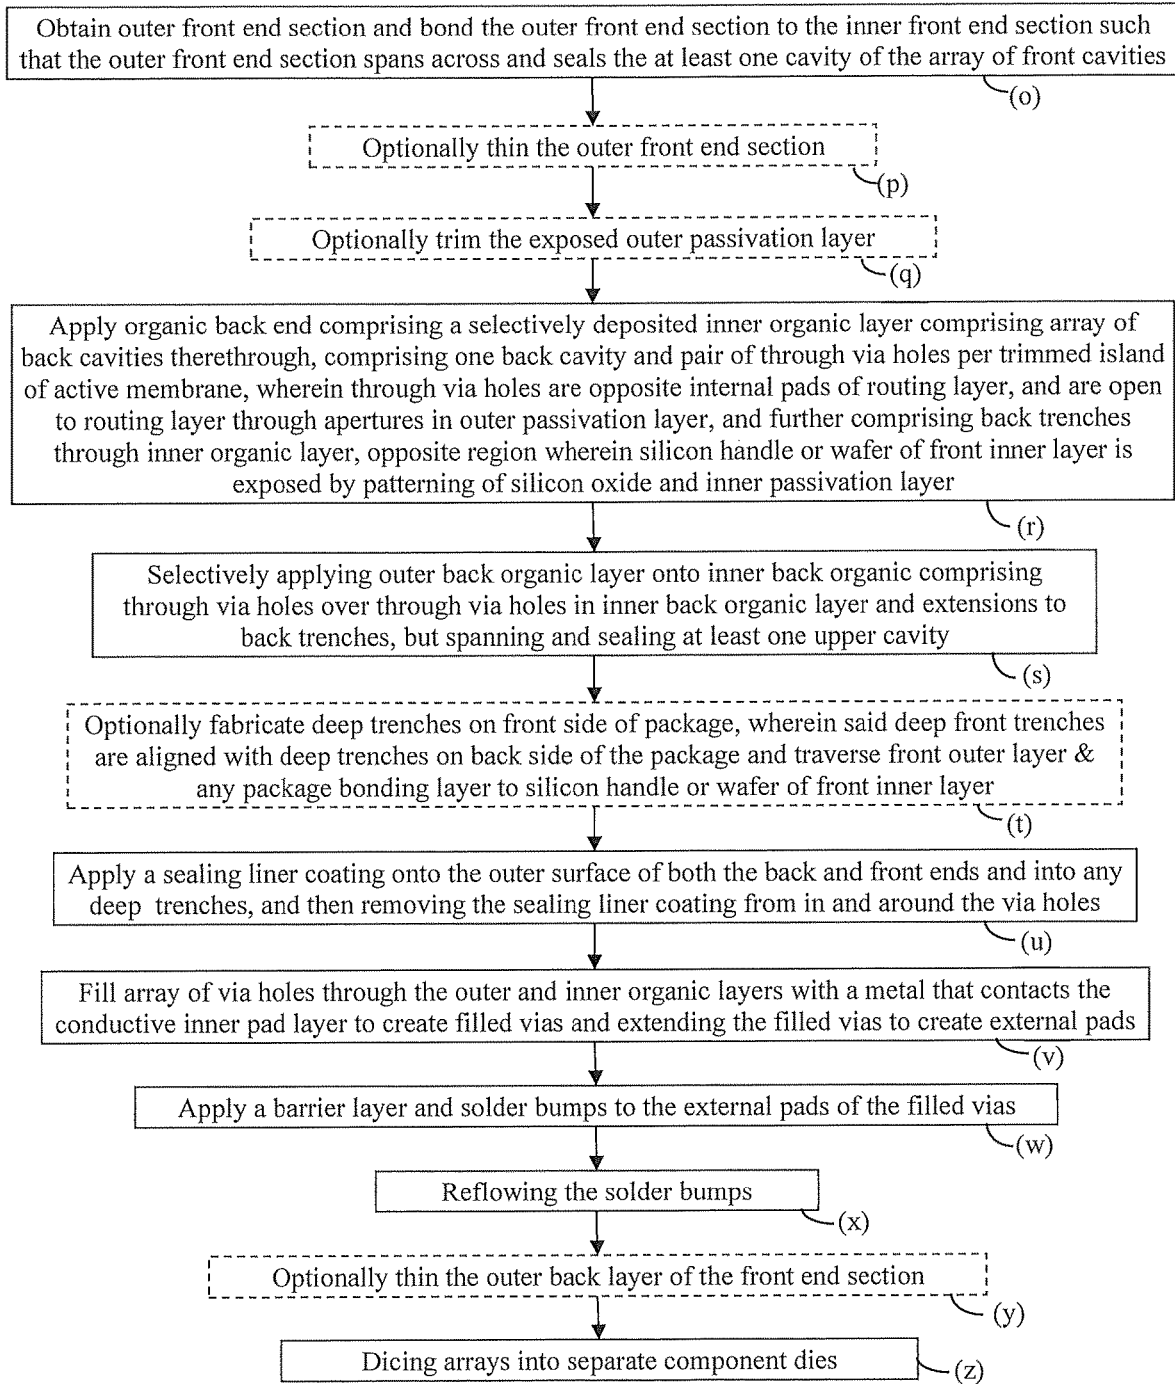 Obtain outer front end section and bond the outer front end section to the inner front end section such
that the outer front end section spans across and seals the at least one cavity of the array of front cavities
(o)
Optionally thin the outer front end section
(p)
Optionally trim the exposed outer passivation layer
(q)
Apply organic back end comprising a selectively deposited inner organic layer comprising array of
back cavities therethrough, comprising one back cavity and pair of through via holes per trimmed island
of active membrane, wherein through via holes are opposite internal pads of routing layer, and are open
to routing layer through apertures in outer passivation layer, and further comprising back trenches
through inner organic layer, opposite region wherein silicon handle or wafer of front inner layer is
exposed by patterning of silicon oxide and inner passivation layer
(r)
Selectively applying outer back organic layer onto inner back organic comprising
through via holes over through via holes in inner back organic layer and extensions to
back trenches, but spanning and sealing at least one upper cavity
(s)
Optionally fabricate deep trenches on front side of package, wherein said deep front trenches
are aligned with deep trenches on back side of the package and traverse front outer layer &
any package bonding layer to silicon handle or wafer of front inner layer
(t)
Apply a sealing liner coating onto the outer surface of both the back and front ends and into any
deep trenches, and then removing the sealing liner coating from in and around the via holes
(u)
Fill array of via holes through the outer and inner organic layers with a metal that contacts the
conductive inner pad layer to create filled vias and extending the filled vias to create external pads
(v)
Apply a barrier layer and solder bumps to the external pads of the filled vias
(w)
Reflowing the solder bumps
(x)
Optionally thin the outer back layer of the front end section
(y)
Dicing arrays into separate component dies
(z)